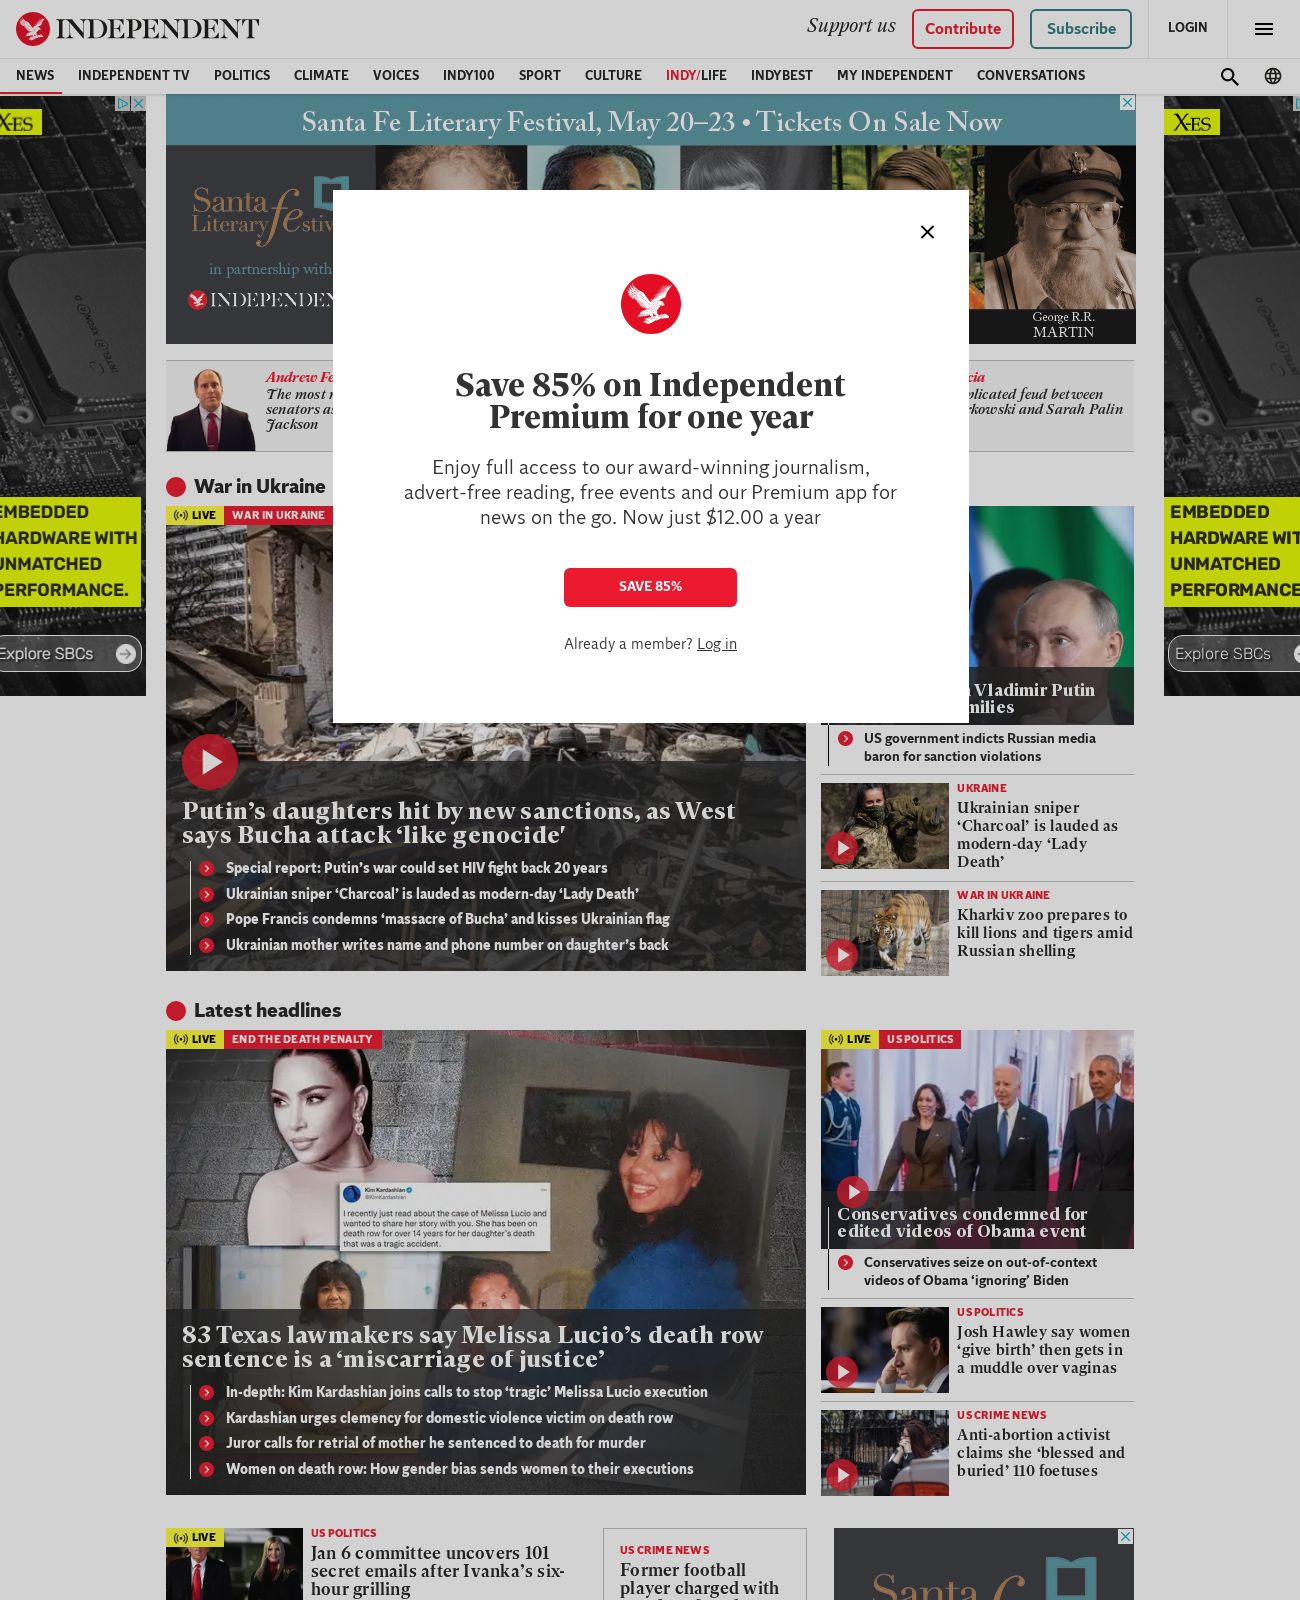 INDEPENDENT
Support us
Contribute
Subscribe
LOGIN
NEWS
INDEPENDENT TV
POLITICS
CLIMATE
VOICES
INDY100
SPORT
CULTURE
INDY/LIFE
INDYBEST
MY INDEPENDENT
CONVERSATIONS
X-ES
EMBEDDED
HARDWARE WITH
UNMATCHED
PERFORMANCE.
Explore SBCs
Santa Fe Literary Festival, May 20–23 • Tickets On Sale Now
Santa fe
Literary
in partnership with
INDEPENDEN
George R.R.
MARTIN
X-ES
EMBEDDED
UNMATCHED
Explore SBCs
Save 85% on Independent
Premium for one year
Enjoy full access to our award-winning journalism,
advert-free reading, free events and our Premium app for
news on the go. Now just $12.00 a year
SAVE 85%
Already a member? Log in
Andrew
The most
senators
Jackson
feud between
and Sarah Palin
War in Ukraine
LIVE
WAR IN UKRAINE
Putin’s daughters hit by new sanctions, as West
says Bucha attack ‘like genocide'
Special report: Putin’s war could set HIV fight back 20 years
Ukrainian sniper ‘Charcoal’ is lauded as modern-day ‘Lady Death’
Pope Francis condemns ‘massacre of Bucha’ and kisses Ukrainian flag
Ukrainian mother writes name and phone number on daughter’s back
Vladimir Putin
US government indicts Russian media
baron for sanction violations
UKRAINE
Ukrainian sniper
‘Charcoal’ is lauded as
modern-day ‘Lady
Death’
WAR IN UKRAINE
Kharkiv zoo prepares to
kill lions and tigers amid
Russian shelling
Latest headlines
LIVE
END THE DEATH PENALTY
Kim Kardashian
@KimKardashian
I recently just read about the case of Melissa Lucio and
wanted to share her story with you. She has been on
death row for over 14 years for her daughter’s death
that was a tragic accident.
83 Texas lawmakers say Melissa Lucio’s death row
sentence is a ‘miscarriage of justice’
In-depth: Kim Kardashian joins calls to stop ‘tragic’ Melissa Lucio execution
Kardashian urges clemency for domestic violence victim on death row
Juror calls for retrial of mother he sentenced to death for murder
Women on death row: How gender bias sends women to their executions
LIVE
US POLITICS
Conservatives condemned for
edited videos of Obama event
Conservatives seize on out-of-context
videos of Obama ‘ignoring’ Biden
US POLITICS
Josh Hawley say women
‘give birth’ then gets in
a muddle over vaginas
US CRIME NEWS
Anti-abortion activist
claims she ‘blessed and
buried’ 110 foetuses
LIVE
US POLITICS
Jan 6 committee uncovers 101
secret emails after Ivanka’s six-
hour grilling
US CRIME NEWS
Former football
player charged with
Santa fe